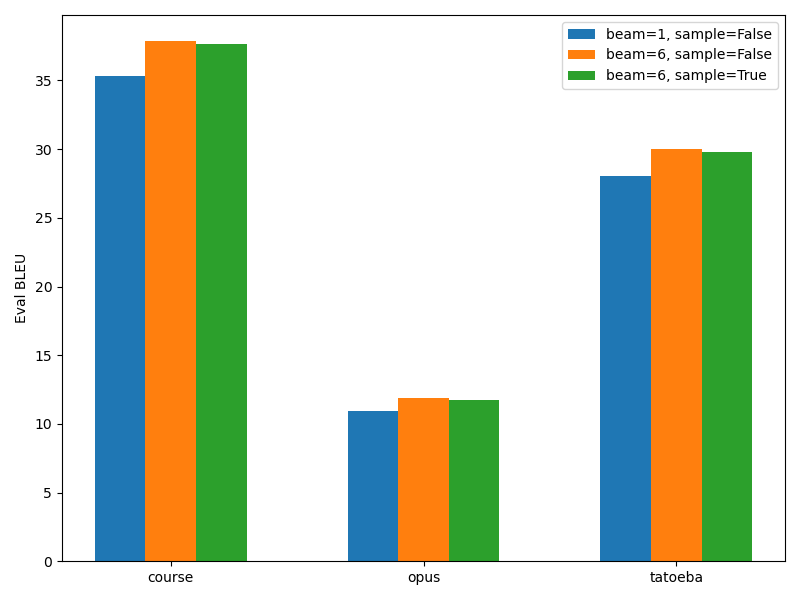 beam=1, sample=False
beam=6, sample=False
beam=6, sample=True
Eval BLEU
35
30
25
20
15
10
5
0
course
opus
tatoeba